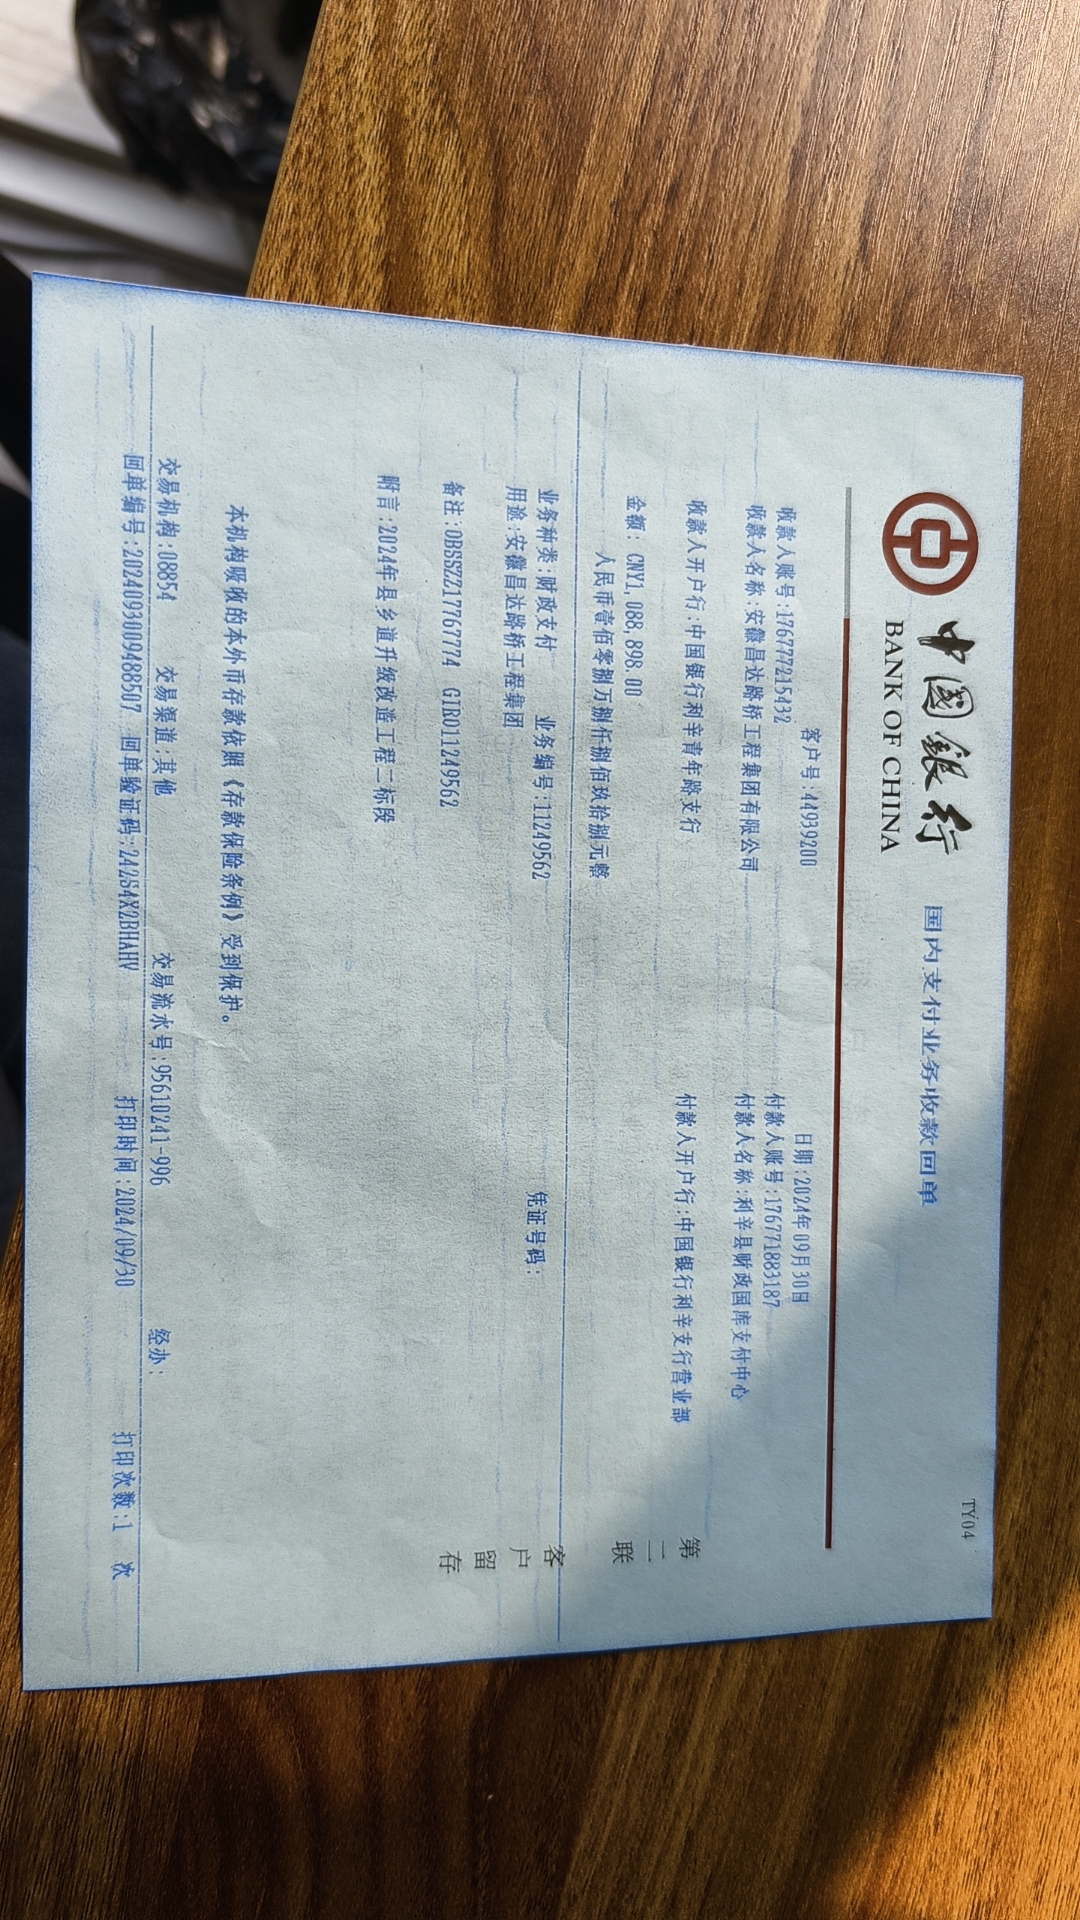 TY04
中國銀行
BANK OF CHINA
国内支付业务收款回单
客户号:44939200
日期:2024年09月30日
收款人账号:176777215432
付款人账号:176771883187
收款人名称:安徽昌达路桥工程集团有限公司
付款人名称:利辛县财政国库支付中心
收款人开户行:中国银行利辛青年路支行
付款人开户行:中国银行利辛支行营业部
金额: CNY1,088,898.00
人民币壹佰零捌万捌仟捌佰玖拾捌元整
业务种类:财政支付 业务编号:11249562 凭证号码:
用途:安徽昌达路桥工程集团
备注:OBSSZZ1776777​4 GIRO11249562
附言:2024年县乡道升级改造工程二标段
本机构吸收的本外币存款依照《存款保险条例》受到保护。
交易机构:08854 交易渠道:其他 交易流水号:95610241-996 经办:
回单编号:2024093009488507 回单验证码:242S4X2BHAHV 打印时间:2024/09/30 打印次数:1 次
第二联
客户留存